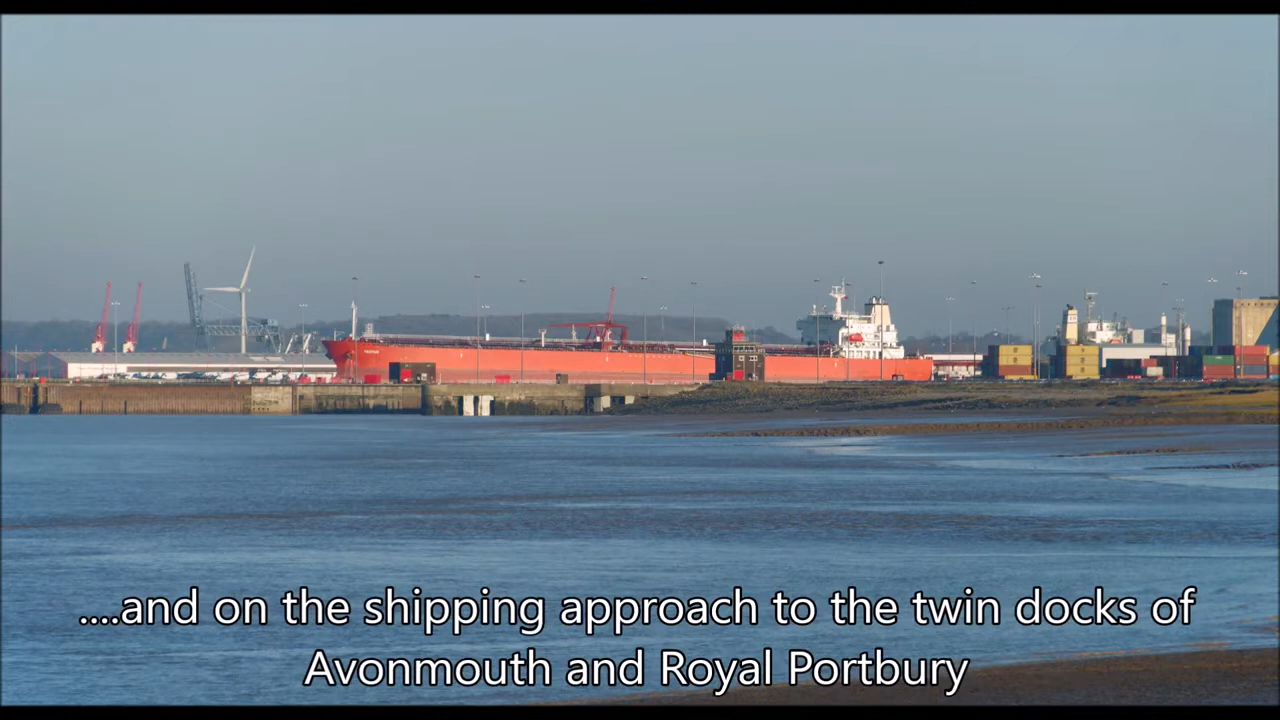 ....and on the shipping approach to the twin docks of
Avonmouth and Royal Portbury